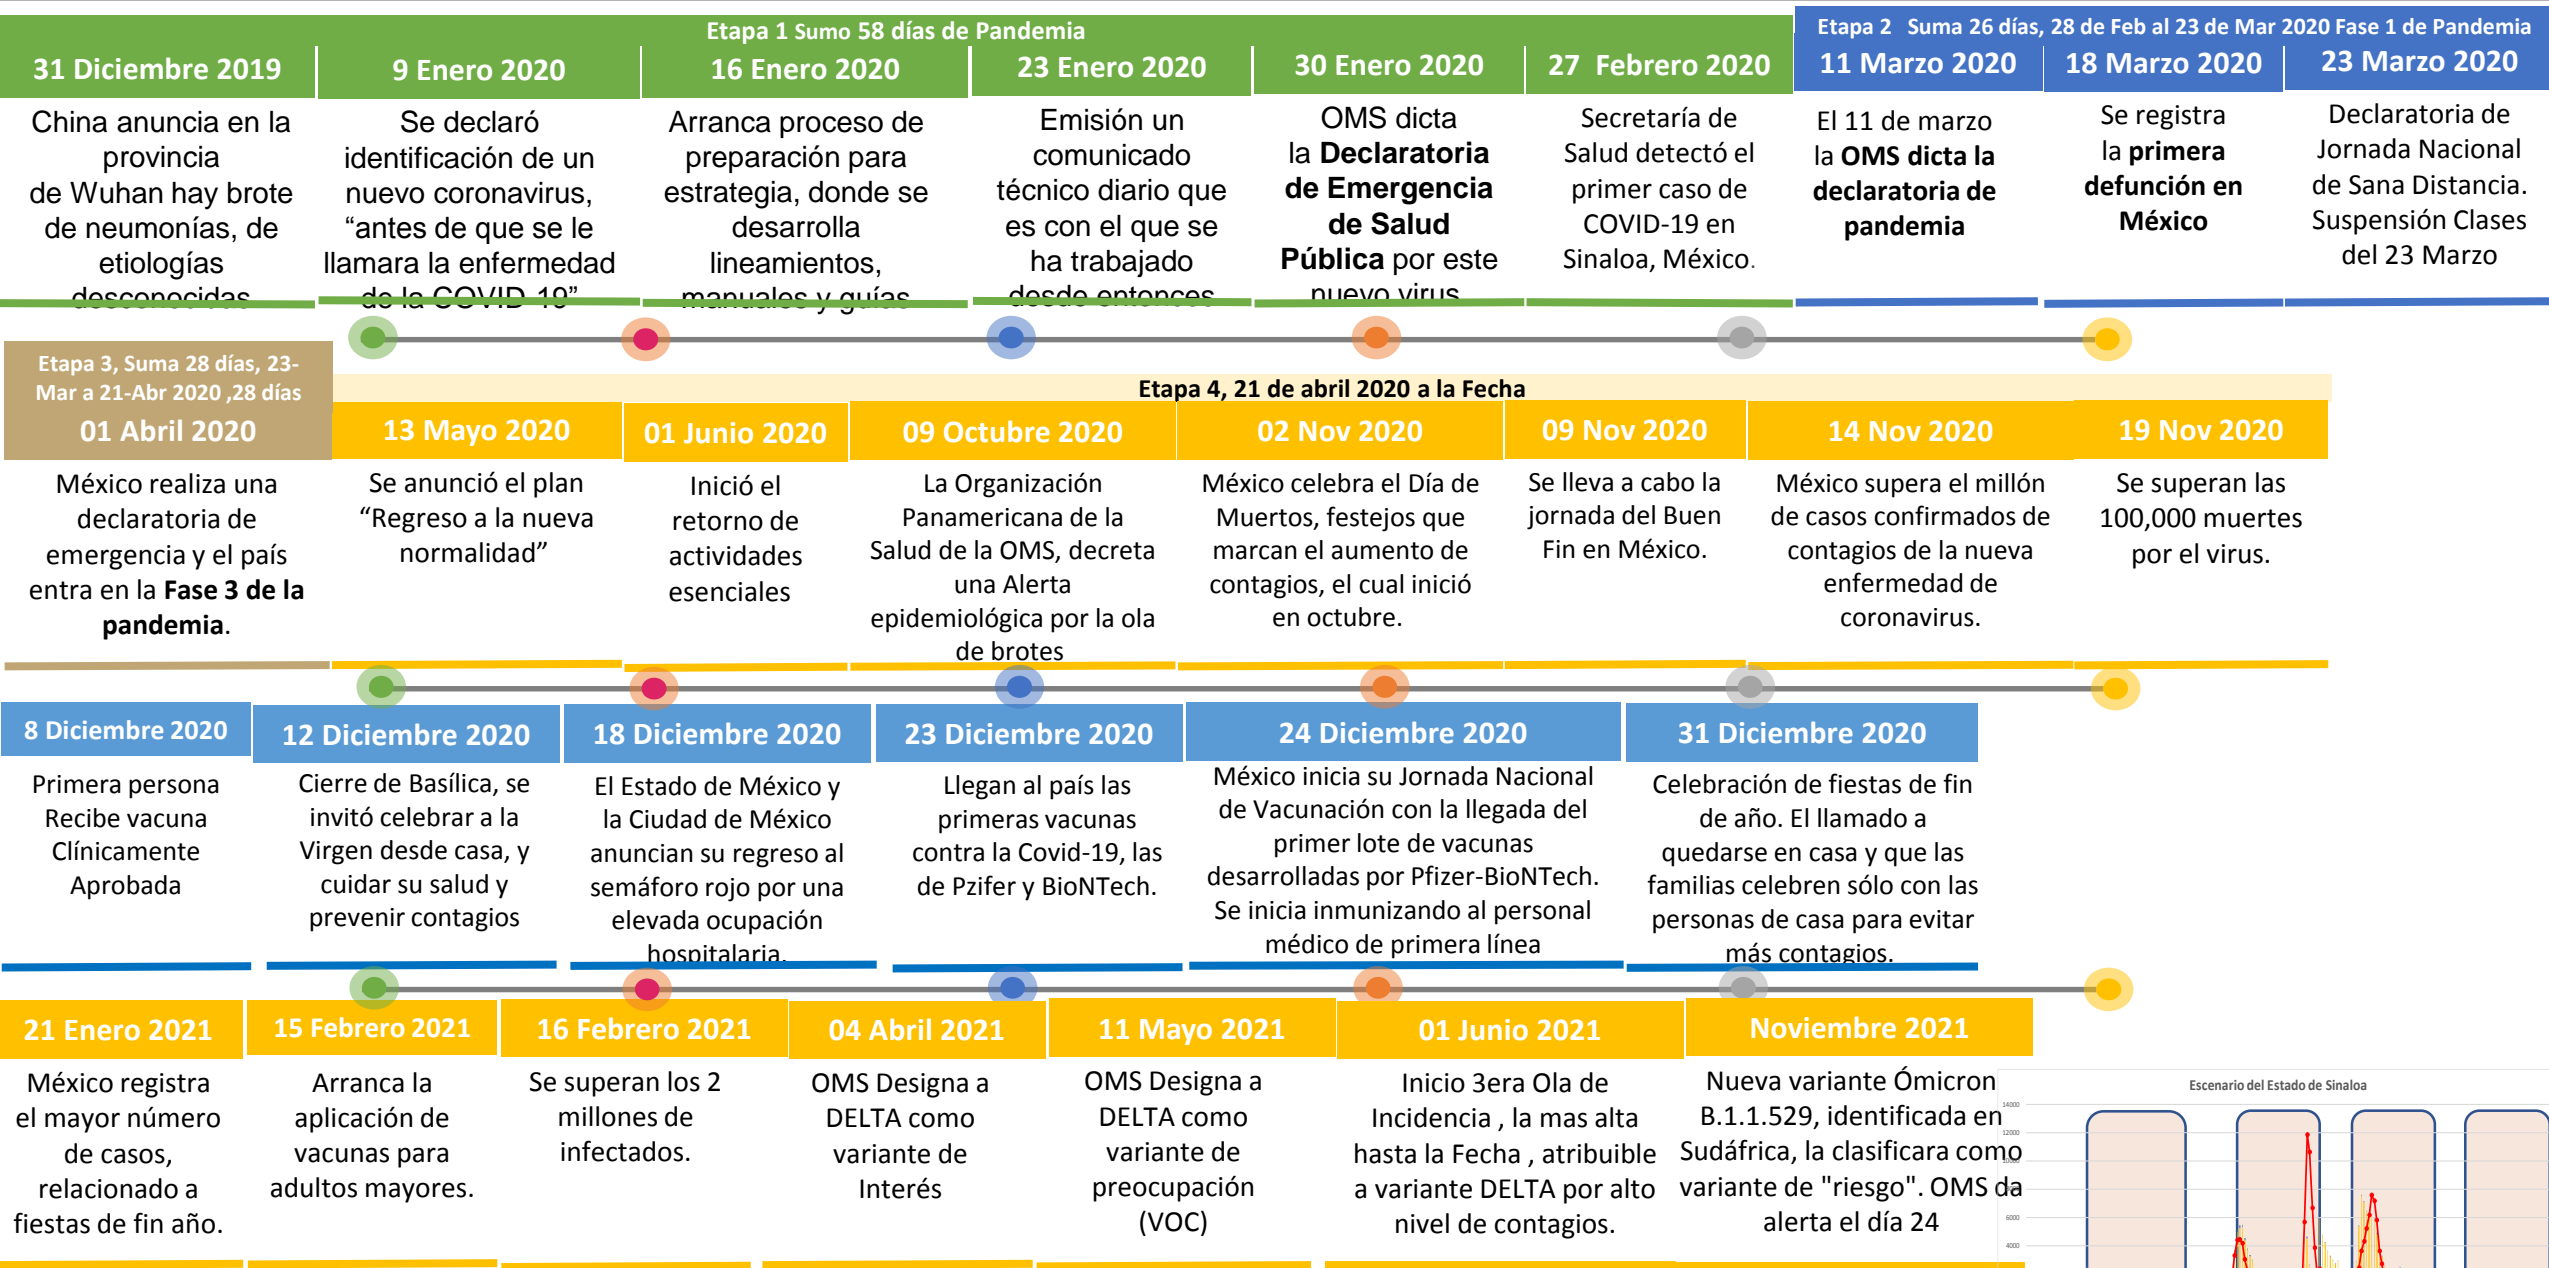 Etapa 1 Sumo 58 días de Pandemia
Etapa 2 Suma 26 días, 28 de Feb al 23 de Mar 2020 Fase 1 de Pandemia
31 Diciembre 2019
China anuncia en la
provincia
de Wuhan hay brote
de neumonías, de
etiologías
desconocidas
9 Enero 2020
Se declaró
identificación de un
nuevo coronavirus,
“antes de que se le
llamara la enfermedad
de la COVID-19”
16 Enero 2020
Arranca proceso de
preparación para
estrategia, donde se
desarrolla
lineamientos,
manuales y guías
23 Enero 2020
Emisión un
comunicado
técnico diario que
es con el que se
ha trabajado
desde entonces
30 Enero 2020
OMS dicta
la Declaratoria
de Emergencia
de Salud
Pública por este
nuevo virus
27 Febrero 2020
Secretaría de
Salud detectó el
primer caso de
COVID-19 en
Sinaloa, México.
11 Marzo 2020
El 11 de marzo
la OMS dicta la
declaratoria de
pandemia
18 Marzo 2020
Se registra
la primera
defunción en
México
23 Marzo 2020
Declaratoria de
Jornada Nacional
de Sana Distancia.
Suspensión Clases
del 23 Marzo
Etapa 3, Suma 28 días, 23-
Mar a 21-Abr 2020 ,28 días
Etapa 4, 21 de abril 2020 a la Fecha
01 Abril 2020
México realiza una
declaratoria de
emergencia y el país
entra en la Fase 3 de la
pandemia.
13 Mayo 2020
Se anunció el plan
“Regreso a la nueva
normalidad”
01 Junio 2020
Inició el
retorno de
actividades
esenciales
09 Octubre 2020
La Organización
Panamericana de la
Salud de la OMS, decreta
una Alerta
epidemiológica por la ola
de brotes
02 Nov 2020
México celebra el Día de
Muertos, festejos que
marcan el aumento de
contagios, el cual inició
en octubre.
09 Nov 2020
Se lleva a cabo la
jornada del Buen
Fin en México.
14 Nov 2020
México supera el millón
de casos confirmados de
contagios de la nueva
enfermedad de
coronavirus.
19 Nov 2020
Se superan las
100,000 muertes
por el virus.
8 Diciembre 2020
Primera persona
Recibe vacuna
Clínicamente
Aprobada
12 Diciembre 2020
Cierre de Basílica, se
invitó celebrar a la
Virgen desde casa, y
cuidar su salud y
prevenir contagios
18 Diciembre 2020
El Estado de México y
la Ciudad de México
anuncian su regreso al
semáforo rojo por una
elevada ocupación
hospitalaria.
23 Diciembre 2020
Llegan al país las
primeras vacunas
contra la Covid-19, las
de Pzifer y BioNTech.
24 Diciembre 2020
México inicia su Jornada Nacional
de Vacunación con la llegada del
primer lote de vacunas
desarrolladas por Pfizer-BioNTech.
Se inicia inmunizando al personal
médico de primera línea
31 Diciembre 2020
Celebración de fiestas de fin
de año. El llamado a
quedarse en casa y que las
familias celebren sólo con las
personas de casa para evitar
más contagios.
21 Enero 2021
México registra
el mayor número
de casos,
relacionado a
fiestas de fin año.
15 Febrero 2021
Arranca la
aplicación de
vacunas para
adultos mayores.
16 Febrero 2021
Se superan los 2
millones de
infectados.
04 Abril 2021
OMS Designa a
DELTA como
variante de
Interés
11 Mayo 2021
OMS Designa a
DELTA como
variante de
preocupación
(VOC)
01 Junio 2021
Inicio 3era Ola de
Incidencia , la mas alta
hasta la Fecha , atribuible
a variante DELTA por alto
nivel de contagios.
Noviembre 2021
Nueva variante Ómicron
B.1.1.529, identificada en
Sudáfrica, la clasificara como
variante de "riesgo". OMS da
alerta el día 24
Escenario del Estado de Sinaloa
14000
12000
10000
6000
4000